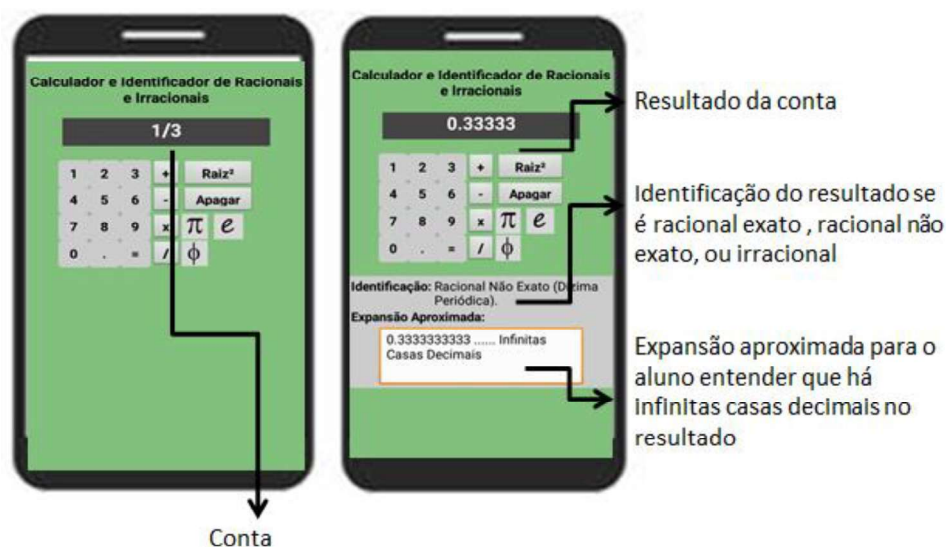 Calculador e Identificador de Racionais
e Irracionais
1/3
1 2 3 + Raiz²
4 5 6 - Apagar
7 8 9 x π e
0 . = / ϕ
Conta
Calculador e Identificador de Racionais
e Irracionais
0.33333
1 2 3 + Raiz²
4 5 6 - Apagar
7 8 9 x π e
0 . = / ϕ
Identificação: Racional Não Exato (Dízima
Periódica).
Expansão Aproximada:
0.3333333333 ...... Infinitas
Casas Decimais
Resultado da conta
Identificação do resultado se
é racional exato , racional não
exato, ou irracional
Expansão aproximada para o
aluno entender que há
infinitas casas decimais no
resultado